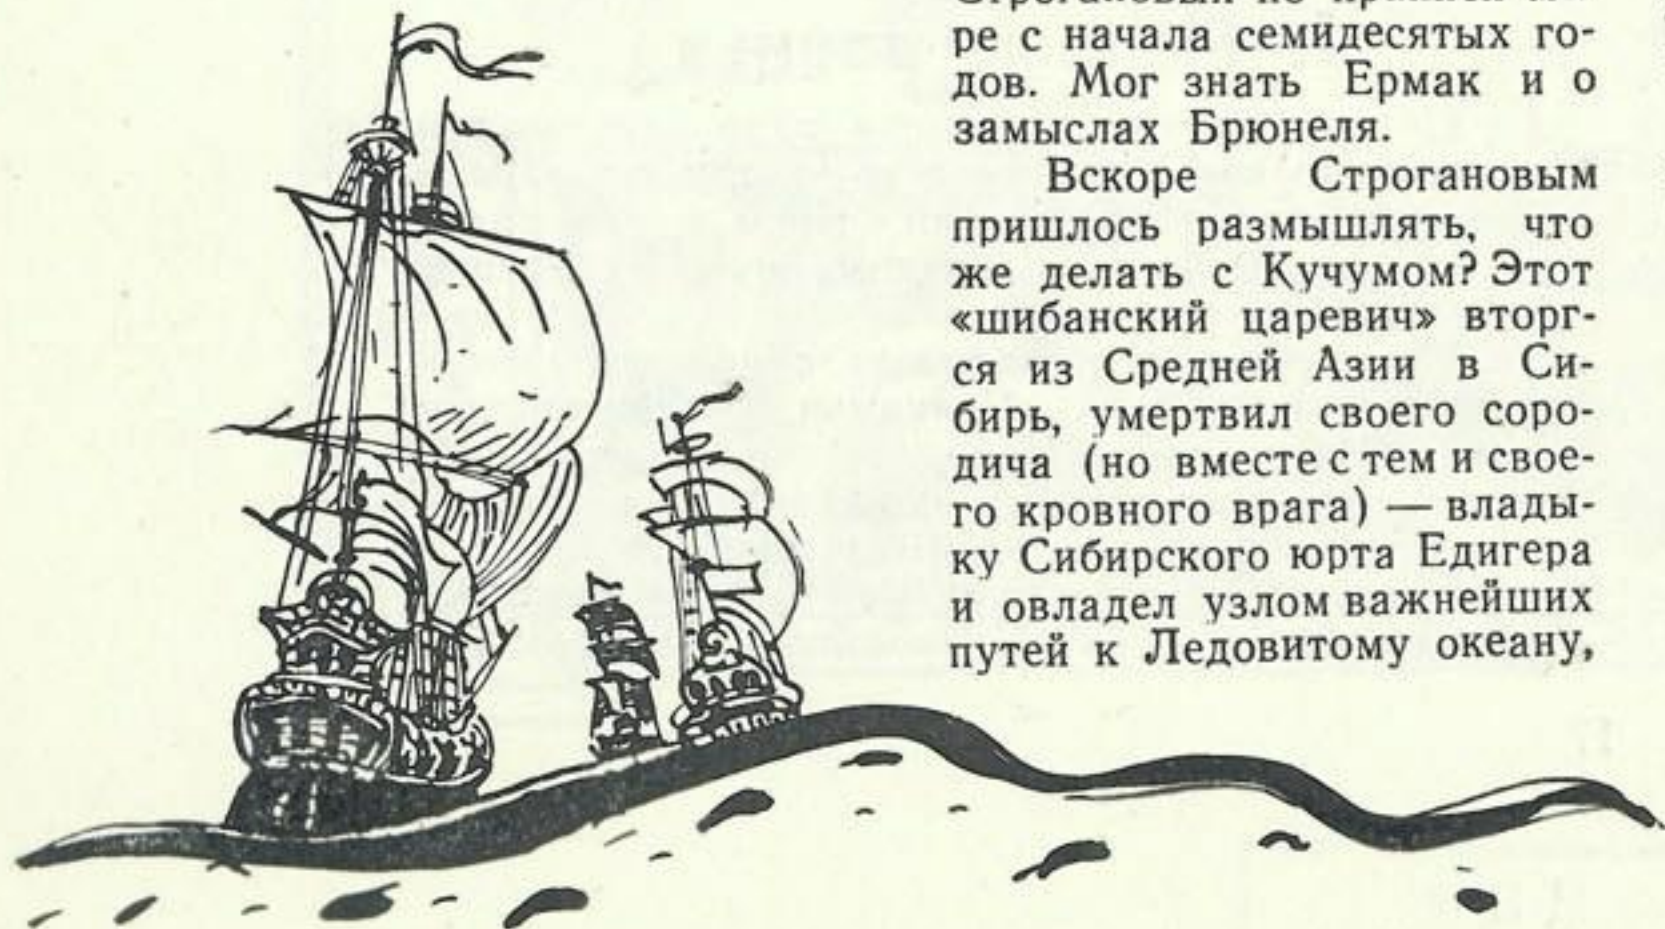 ре с начала семидесятых го-
дов. Мог знать Ермак и о
замыслах Брюнеля.
Вскоре Строгановым
пришлось размышлять, что
же делать с Кучумом? Этот
«шибанский царевич» вторг-
ся из Средней Азии в Си-
бирь, умертвил своего соро-
дича (но вместе с тем и свое-
го кровного врага) — влады-
ку Сибирского юрта Едигера
и овладел узлом важнейших
путей к Ледовитому океану,